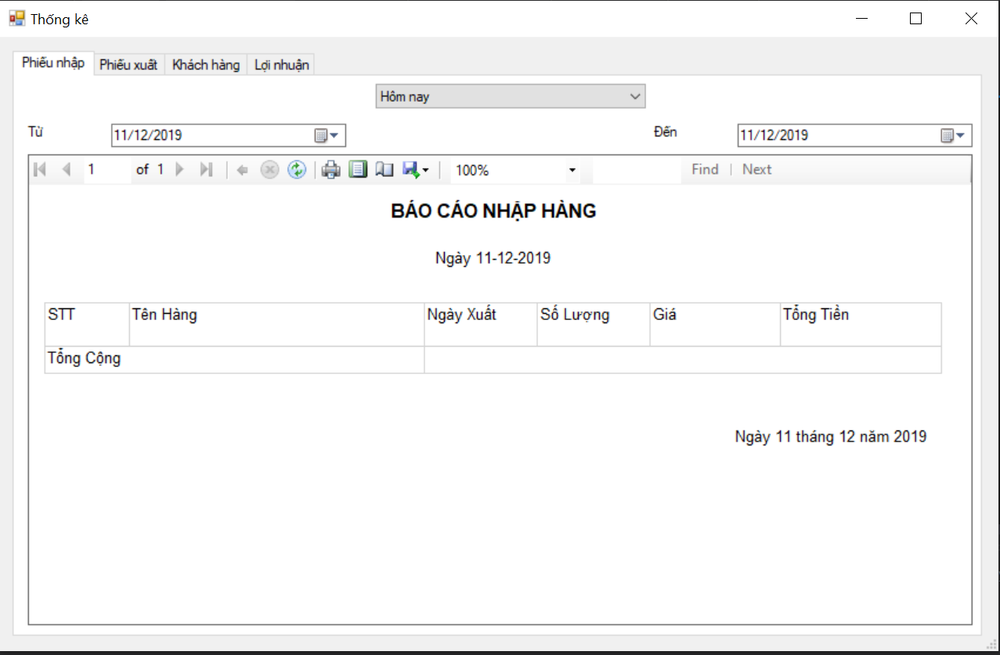 Thống kê
Phiếu nhập Phiếu xuất Khách hàng Lợi nhuận
Hôm nay
Từ 11/12/2019 Đến 11/12/2019
1 of 1 100% Find | Next
BÁO CÁO NHẬP HÀNG
Ngày 11-12-2019
STT Tên Hàng Ngày Xuất Số Lượng Giá Tổng Tiền
Tổng Cộng
Ngày 11 tháng 12 năm 2019